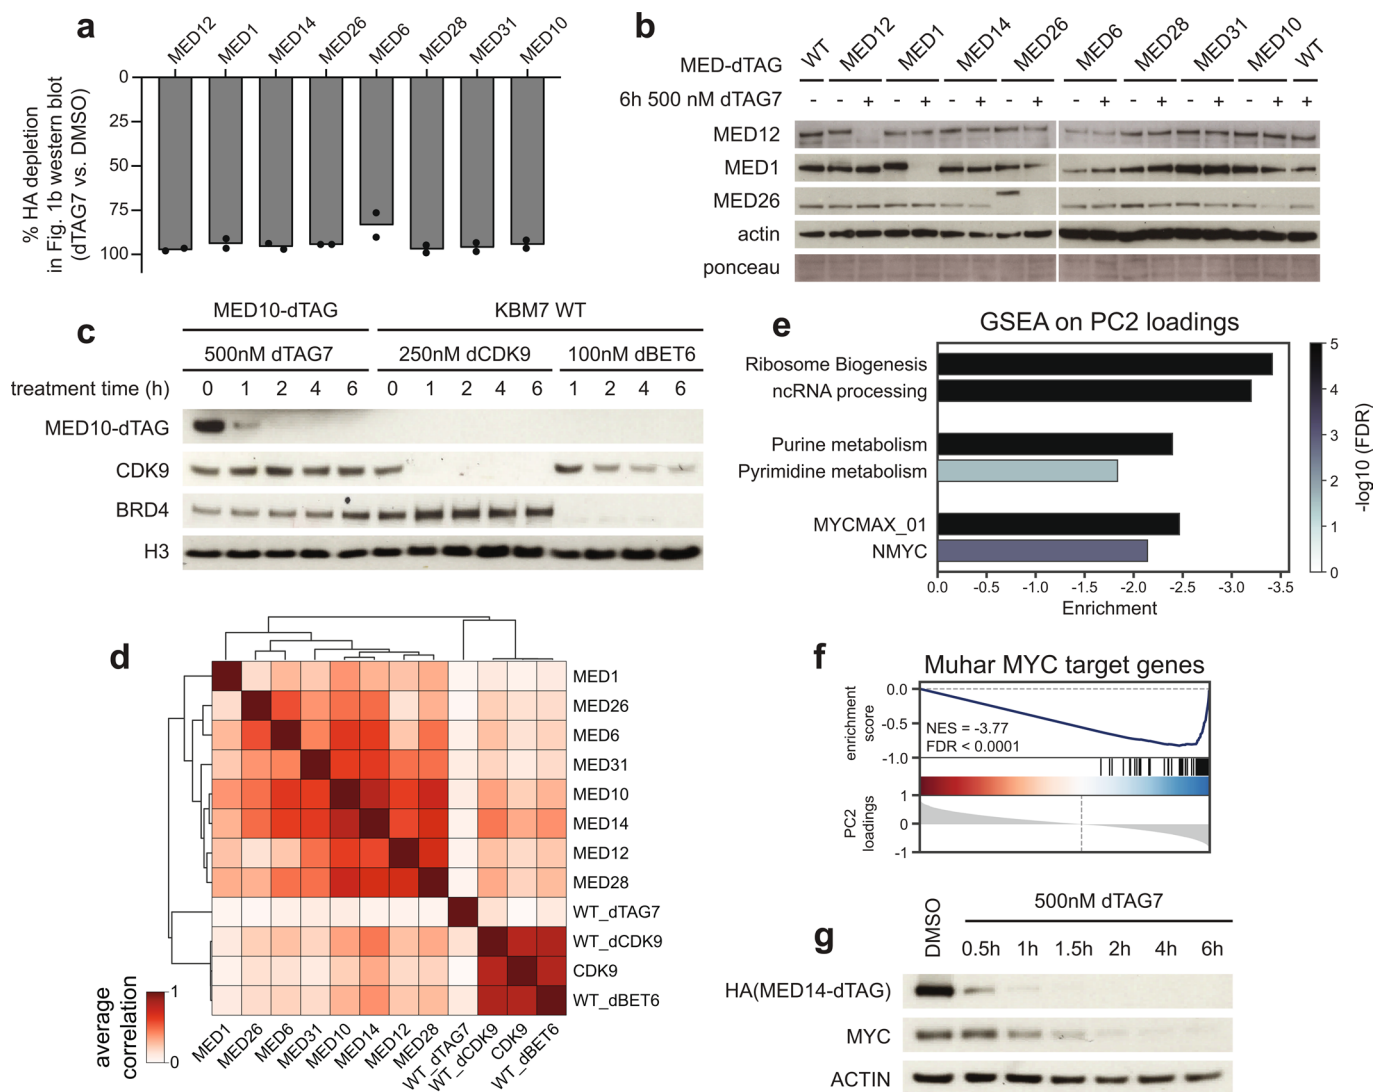 a
MED12 MED1 MED14 MED26 MED6 MED28 MED31 MED10
% HA depletion
in Fig. 1b western blot
(dTAG7 vs. DMSO)
0
25
50
75
100
b
MED-dTAG WT MED12 MED1 MED14 MED26 MED6 MED28 MED31 MED10 WT
6h 500 nM dTAG7 - - + - + - + - + - + - + - + - + +
MED12
MED1
MED26
actin
ponceau
c
MED10-dTAG KBM7 WT
500nM dTAG7 250nM dCDK9 100nM dBET6
treatment time (h) 0 1 2 4 6 0 1 2 4 6 1 2 4 6
MED10-dTAG
CDK9
BRD4
H3
e
GSEA on PC2 loadings
Ribosome Biogenesis
ncRNA processing
Purine metabolism
Pyrimidine metabolism
MYCMAX_01
NMYC
0.0 -0.5 -1.0 -1.5 -2.0 -2.5 -3.0 -3.5
Enrichment
5
4
3
2
1
0
-log10 (FDR)
d
MED1
MED26
MED6
MED31
MED10
MED14
MED12
MED28
WT_dTAG7
WT_dCDK9
CDK9
WT_dBET6
MED1 MED26 MED6 MED31 MED10 MED14 MED12 MED28 WT_dTAG7 WT_dCDK9 CDK9 WT_dBET6
average
correlation
1
0
f
Muhar MYC target genes
enrichment
score
0.0
-0.5
-1.0
NES = -3.77
FDR < 0.0001
PC2
loadings
1
0
-1
g
DMSO
500nM dTAG7
0.5h 1h 1.5h 2h 4h 6h
HA(MED14-dTAG)
MYC
ACTIN